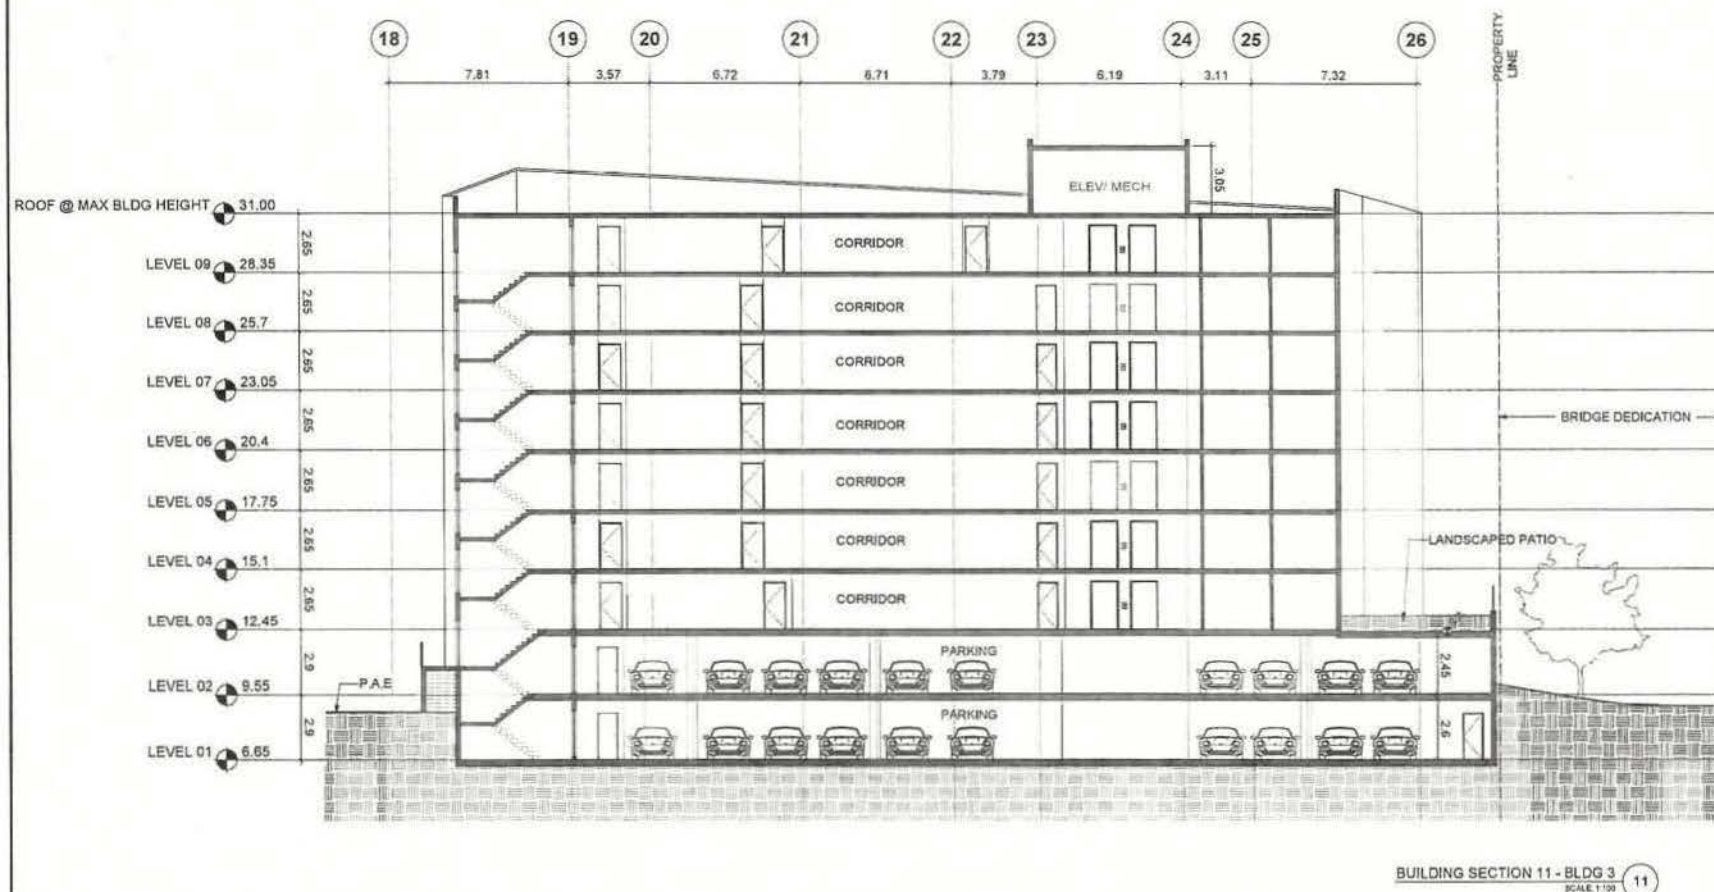 18 19 20 21 22 23 24 25 26
PROPERTY
LINE
7.81 3.57 6.72 6.71 3.79 6.19 3.11 7.32
3.05
ELEV/ MECH
ROOF @ MAX BLDG HEIGHT 31.00
2.65
CORRIDOR
LEVEL 09 28.35
2.65
CORRIDOR
LEVEL 08 25.7
2.65
CORRIDOR
LEVEL 07 23.05
2.65
CORRIDOR
BRIDGE DEDICATION
LEVEL 06 20.4
2.65
CORRIDOR
LEVEL 05 17.75
2.65
CORRIDOR
LANDSCAPED PATIO
LEVEL 04 15.1
2.65
CORRIDOR
LEVEL 03 12.45
2.9
PARKING
2.45
P.A.E
LEVEL 02 9.55
2.9
PARKING
2.6
LEVEL 01 6.65
BUILDING SECTION 11 - BLDG 3 11
SCALE 1:100